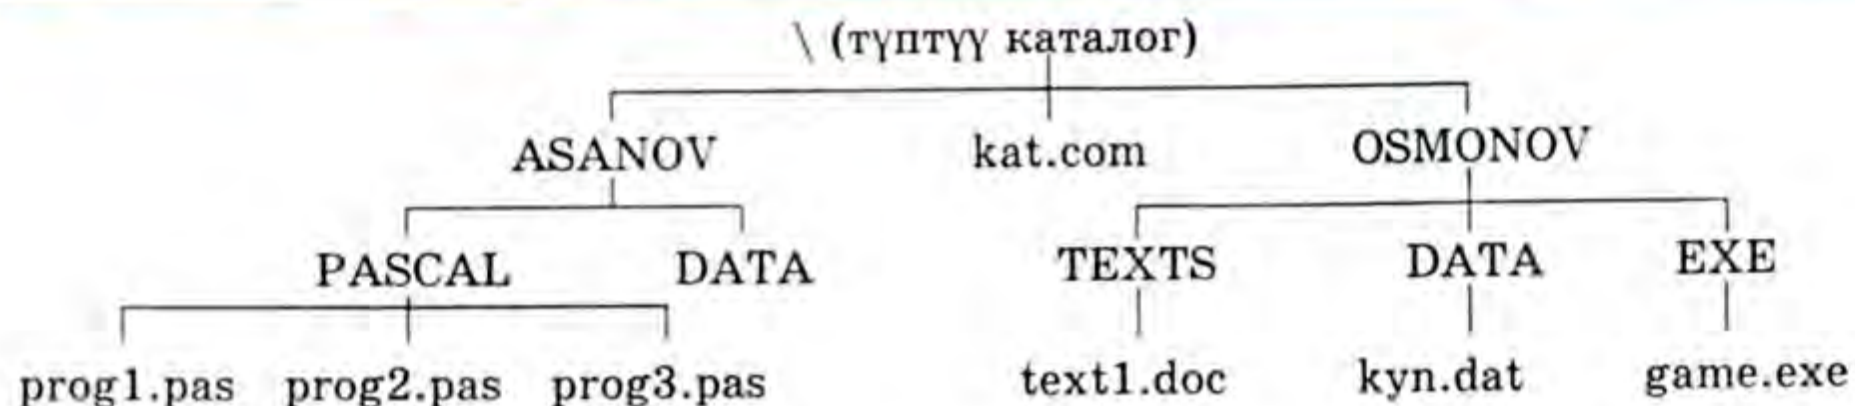 \ (түптүү каталог)
ASANOV kat.com OSMONOV
PASCAL DATA TEXTS DATA EXE
prog1.pas prog2.pas prog3.pas text1.doc kyn.dat game.exe